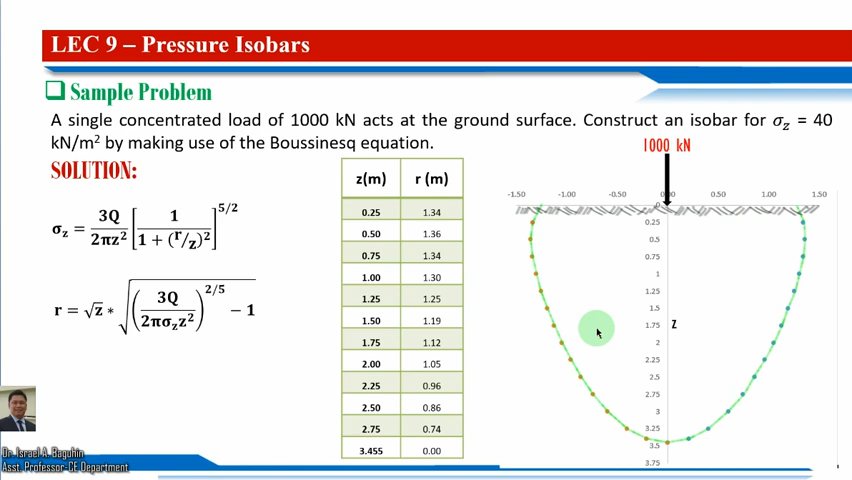 LEC 9 – Pressure Isobars
❑ Sample Problem
A single concentrated load of 1000 kN acts at the ground surface. Construct an isobar for σz = 40
kN/m² by making use of the Boussinesq equation.
SOLUTION:
σz = 3Q/2πz² [1/1 + (r/z)²]^5/2
r = √z * √((3Q/2πσzz²)^2/5 − 1)
z(m) r (m)
0.25 1.34
0.50 1.36
0.75 1.34
1.00 1.30
1.25 1.25
1.50 1.19
1.75 1.12
2.00 1.05
2.25 0.96
2.50 0.86
2.75 0.74
3.455 0.00
1000 kN
-1.50 -1.00 -0.50 0.00 0.50 1.00 1.50
0
0.25
0.5
0.75
1
1.25
1.5
1.75 z
2
2.25
2.5
2.75
3
3.25
3.5
3.75
Dr. Israel A. Baguhin
Asst. Professor-CE Department